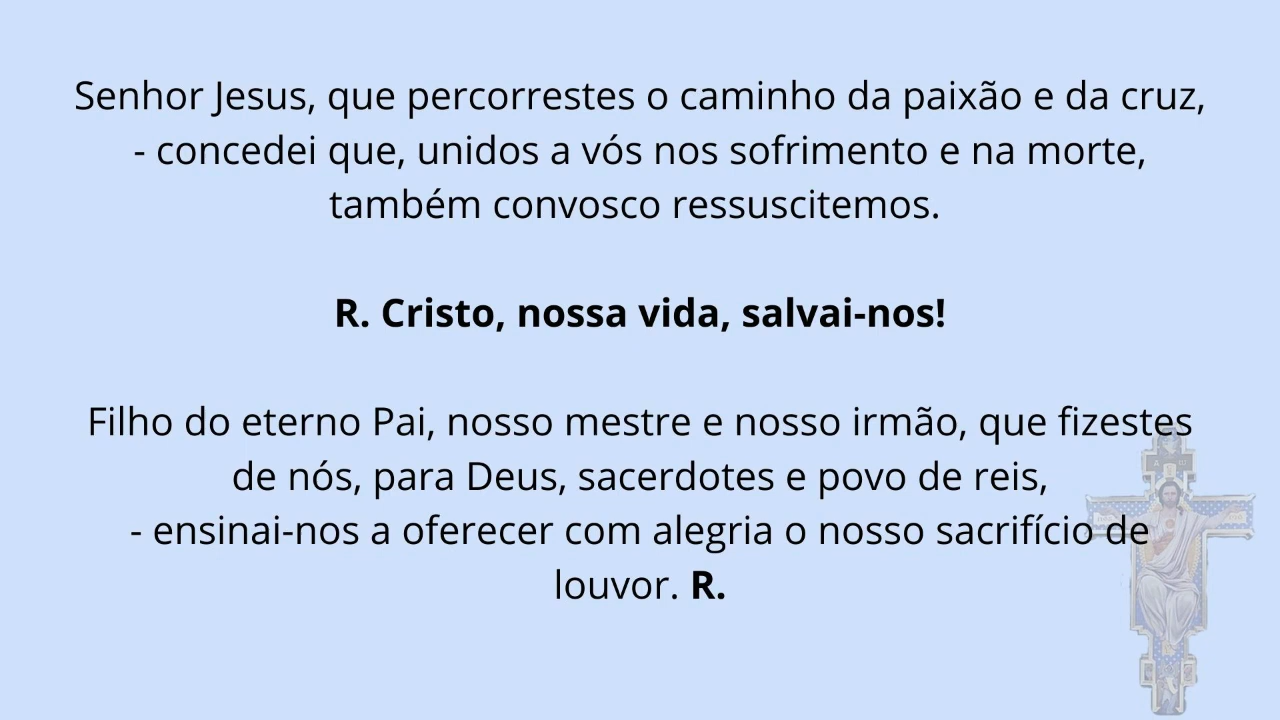 Senhor Jesus, que percorrestes o caminho da paixão e da cruz,
- concedei que, unidos a vós nos sofrimento e na morte,
também convosco ressuscitemos.
R. Cristo, nossa vida, salvai-nos!
Filho do eterno Pai, nosso mestre e nosso irmão, que fizestes
de nós, para Deus, sacerdotes e povo de reis,
- ensinai-nos a oferecer com alegria o nosso sacrifício de
louvor. R.